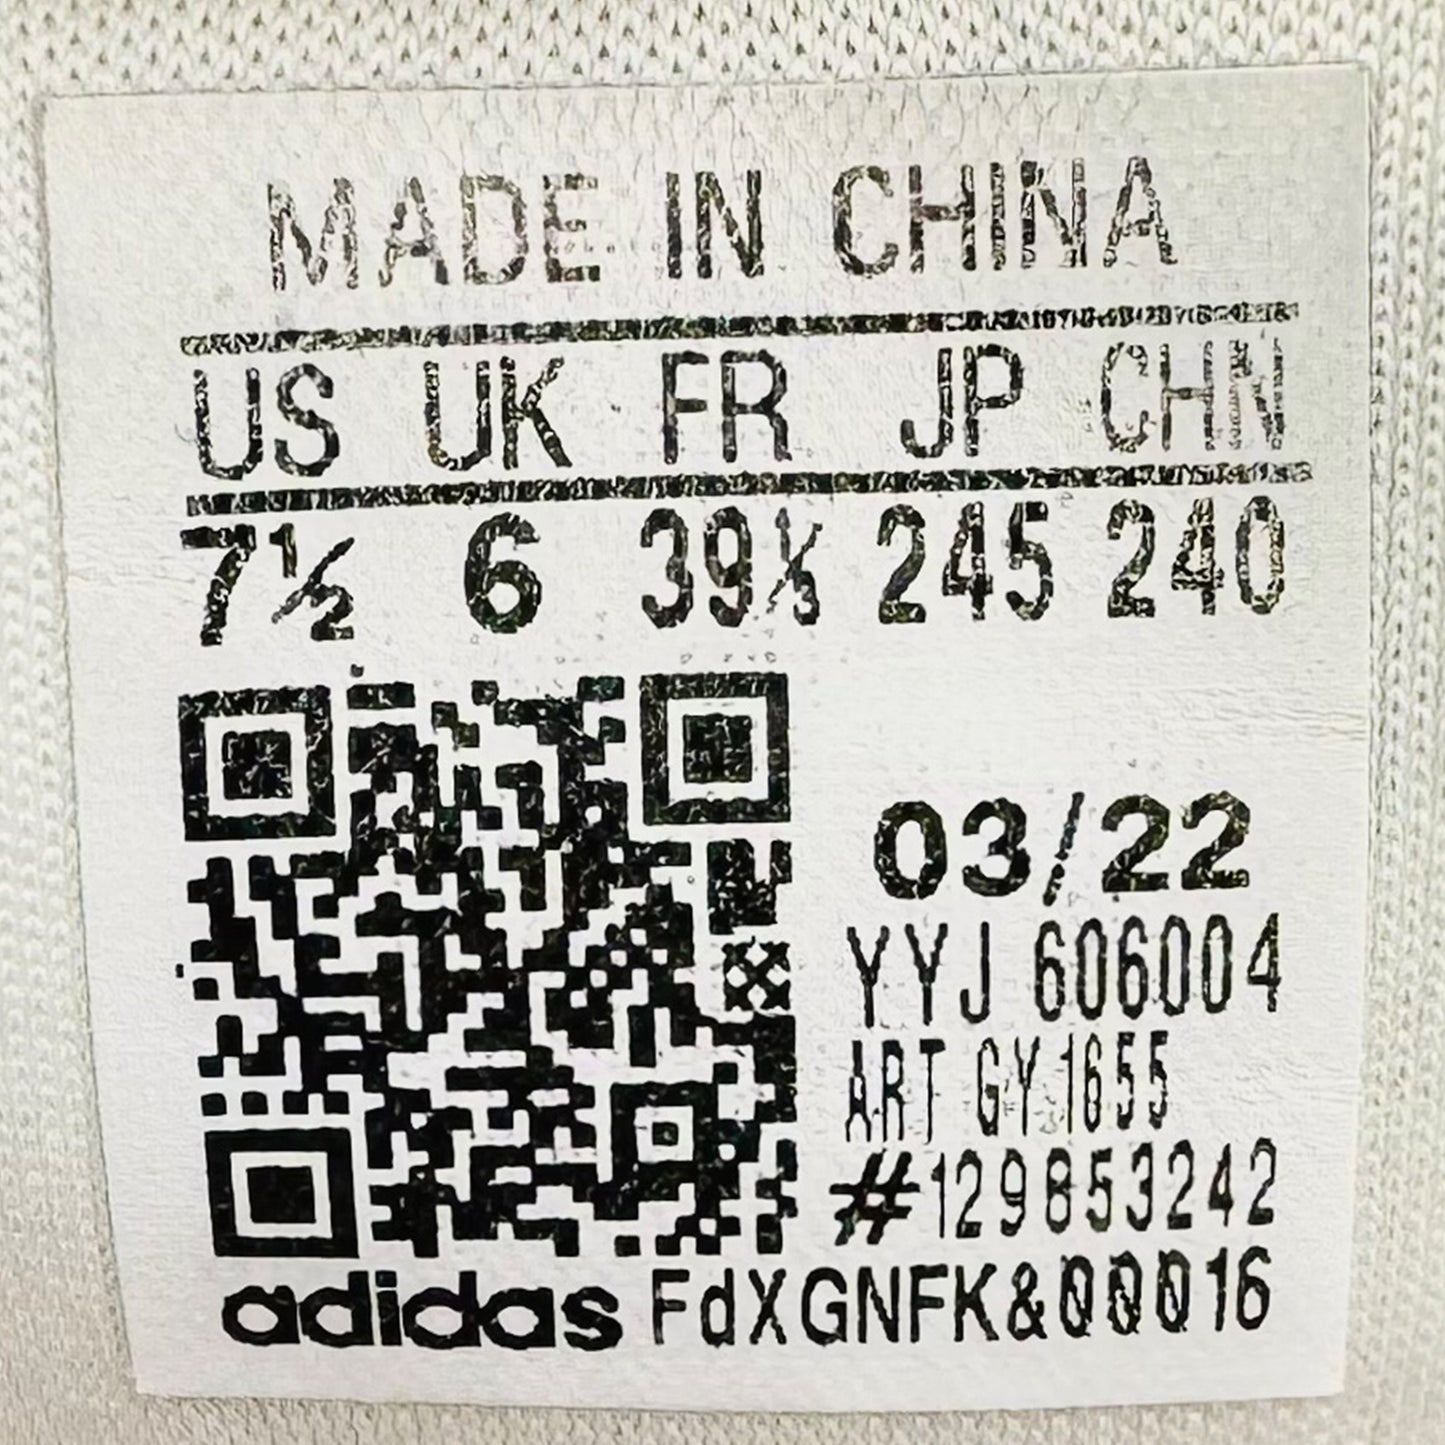 MADE IN CHINA
US UK FR JP CHN
7½ 6 39⅓ 245 240
03/22
YYJ 606004
ART GY1655
#129853242
adidas FdXGNFK&00016